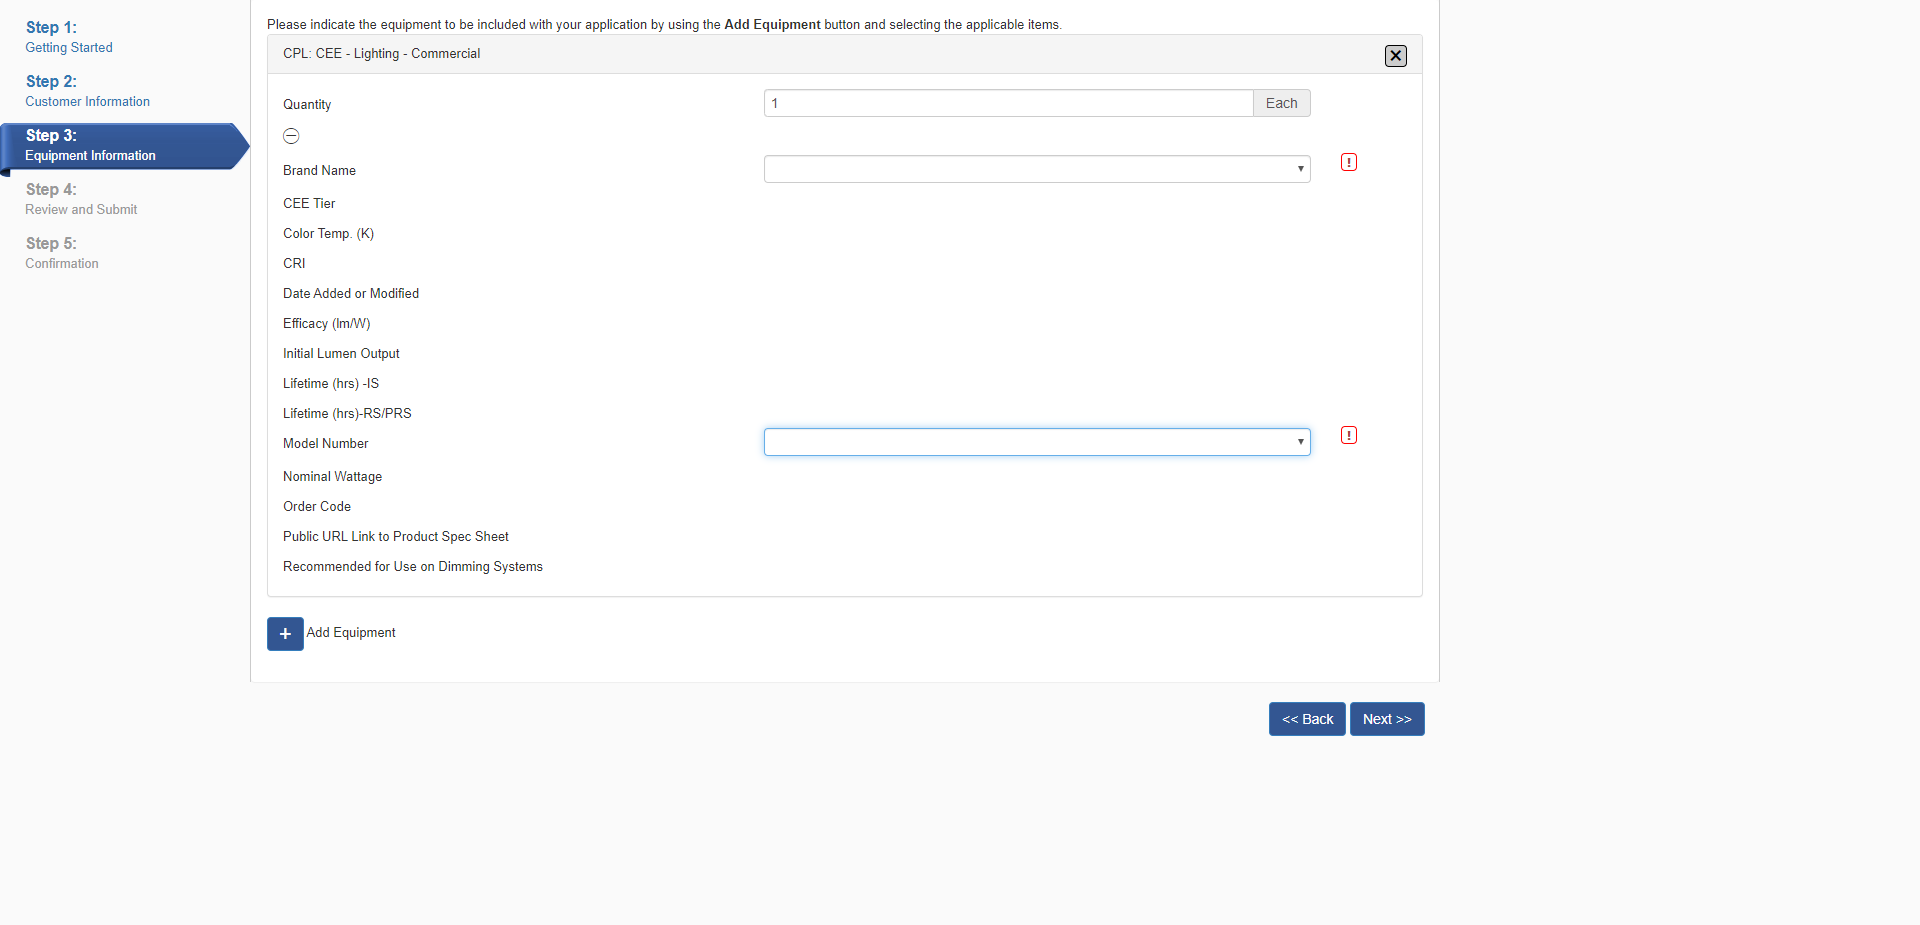 Step 1:
Getting Started
Step 2:
Customer Information
Step 3:
Equipment Information
Step 4:
Review and Submit
Step 5:
Confirmation
Please indicate the equipment to be included with your application by using the Add Equipment button and selecting the applicable items.
CPL: CEE - Lighting - Commercial
Quantity 1 Each
Brand Name
CEE Tier
Color Temp. (K)
CRI
Date Added or Modified
Efficacy (lm/W)
Initial Lumen Output
Lifetime (hrs) -IS
Lifetime (hrs)-RS/PRS
Model Number
Nominal Wattage
Order Code
Public URL Link to Product Spec Sheet
Recommended for Use on Dimming Systems
+ Add Equipment
<< Back Next >>